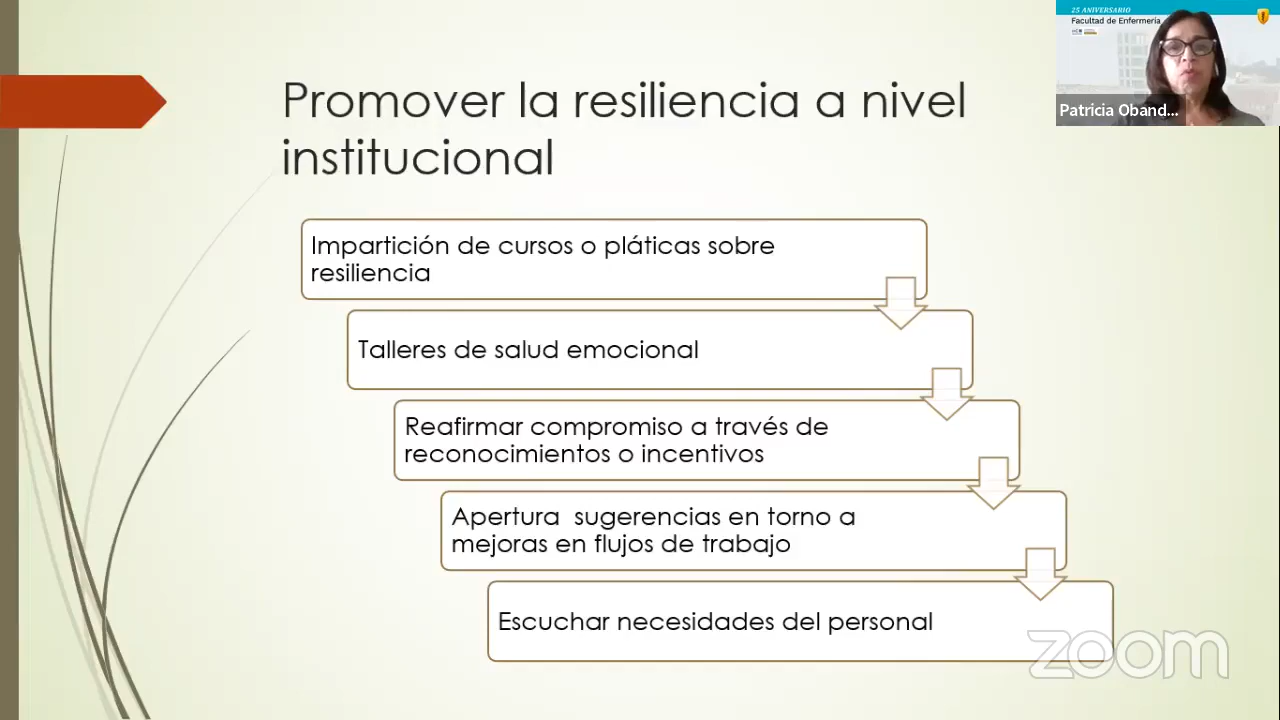 25 ANIVERSARIO
Facultad de Enfermería
Patricia Oband...
Promover la resiliencia a nivel
institucional
Impartición de cursos o pláticas sobre
resiliencia
Talleres de salud emocional
Reafirmar compromiso a través de
reconocimientos o incentivos
Apertura  sugerencias en torno a
mejoras en flujos de trabajo
Escuchar necesidades del personal
zoom